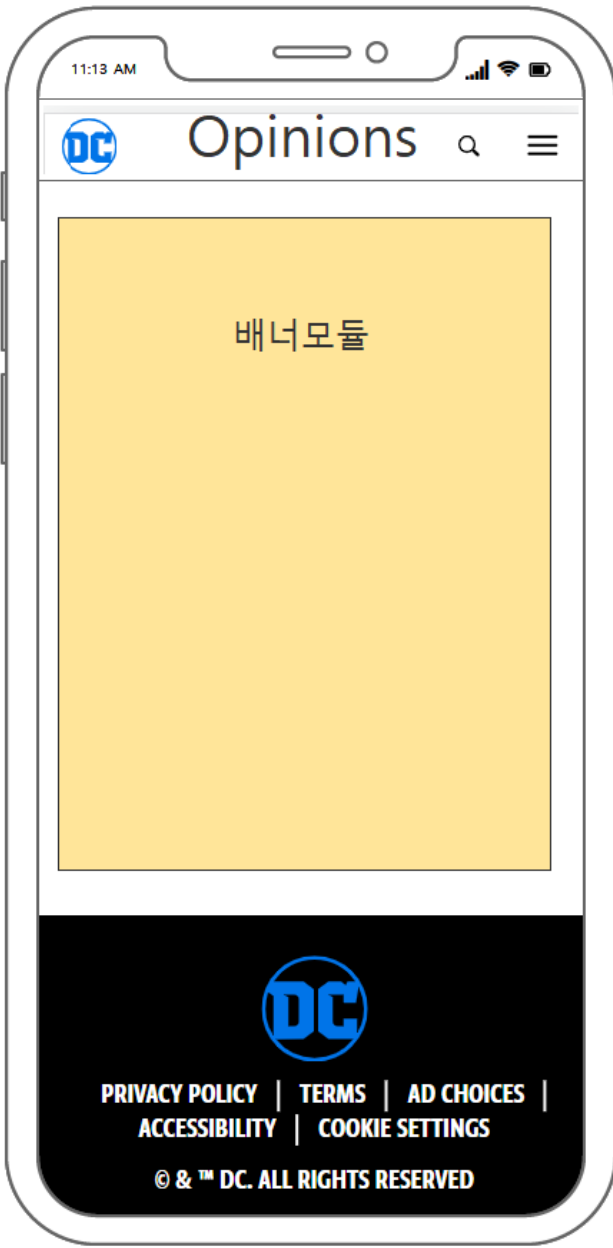 11:13 AM
DC Opinions
배너모듈
DC
PRIVACY POLICY | TERMS | AD CHOICES |
ACCESSIBILITY | COOKIE SETTINGS
© & ™ DC. ALL RIGHTS RESERVED